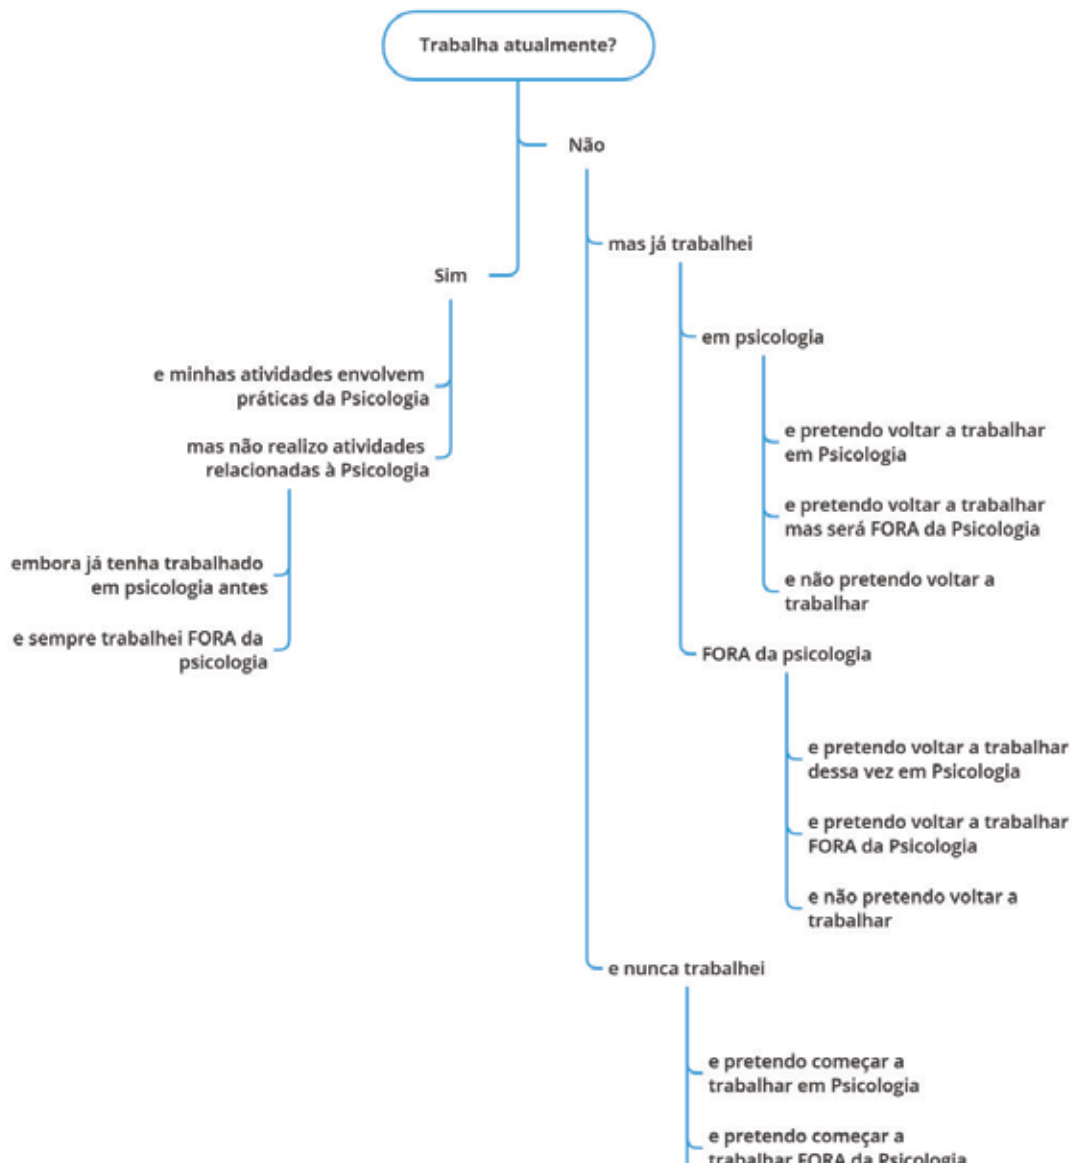 Trabalha atualmente?
Não
mas já trabalhei
em psicologia
e pretendo voltar a trabalhar
em Psicologia
e pretendo voltar a trabalhar
mas será FORA da Psicologia
e não pretendo voltar a
trabalhar
FORA da psicologia
e pretendo voltar a trabalhar
dessa vez em Psicologia
e pretendo voltar a trabalhar
FORA da Psicologia
e não pretendo voltar a
trabalhar
e nunca trabalhei
e pretendo começar a
trabalhar em Psicologia
e pretendo começar a
trabalhar FORA da Psicologia
Sim
e minhas atividades envolvem
práticas da Psicologia
mas não realizo atividades
relacionadas à Psicologia
embora já tenha trabalhado
em psicologia antes
e sempre trabalhei FORA da
psicologia